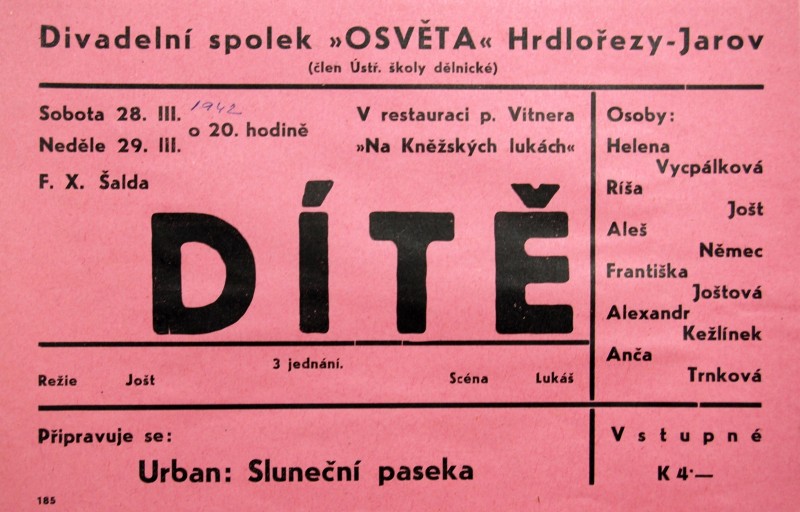 Divadelní spolek »OSVĚTA« Hrdlořezy-Jarov
(člen Ústř. školy dělnické)
Sobota 28. III. 1942
Neděle 29. III.
o 20. hodině
V restauraci p. Vitnera
»Na Kněžských lukách«
F. X. Šalda
DÍTĚ
3 jednání.
Režie Jošt Scéna Lukáš
Osoby:
Helena
Vycpálková
Ríša
Jošt
Aleš
Němec
Františka
Joštová
Alexandr
Kežlínek
Anča
Trnková
Připravuje se:
Urban: Sluneční paseka
Vstupné
K 4·—
185